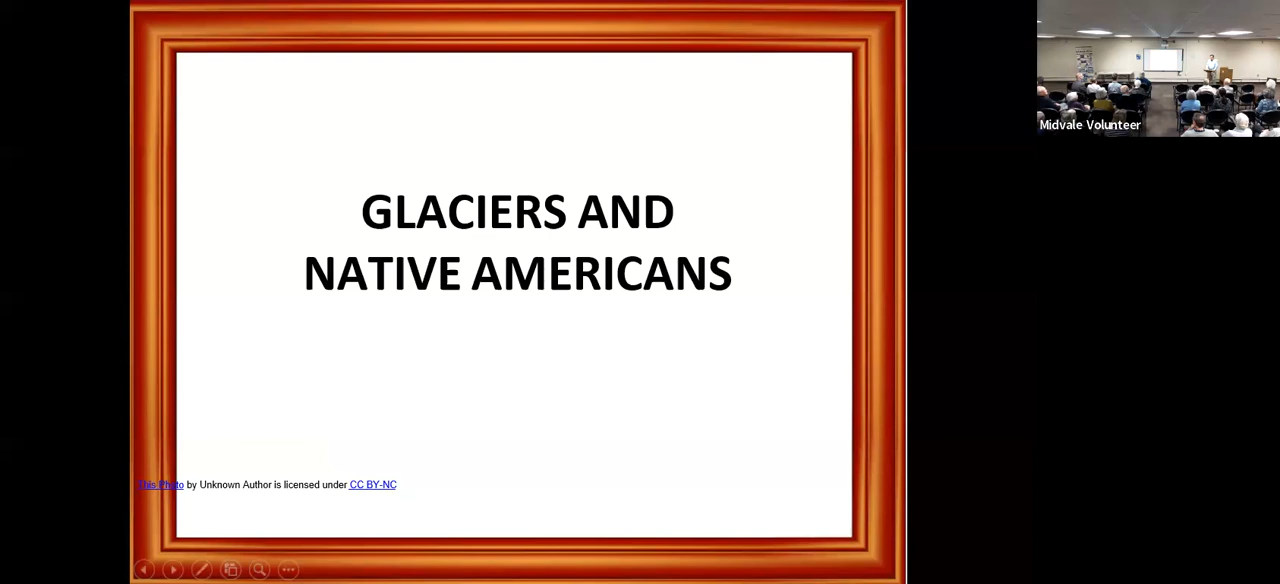 GLACIERS AND
NATIVE AMERICANS
This Photo by Unknown Author is licensed under CC BY-NC
Midvale Volunteer